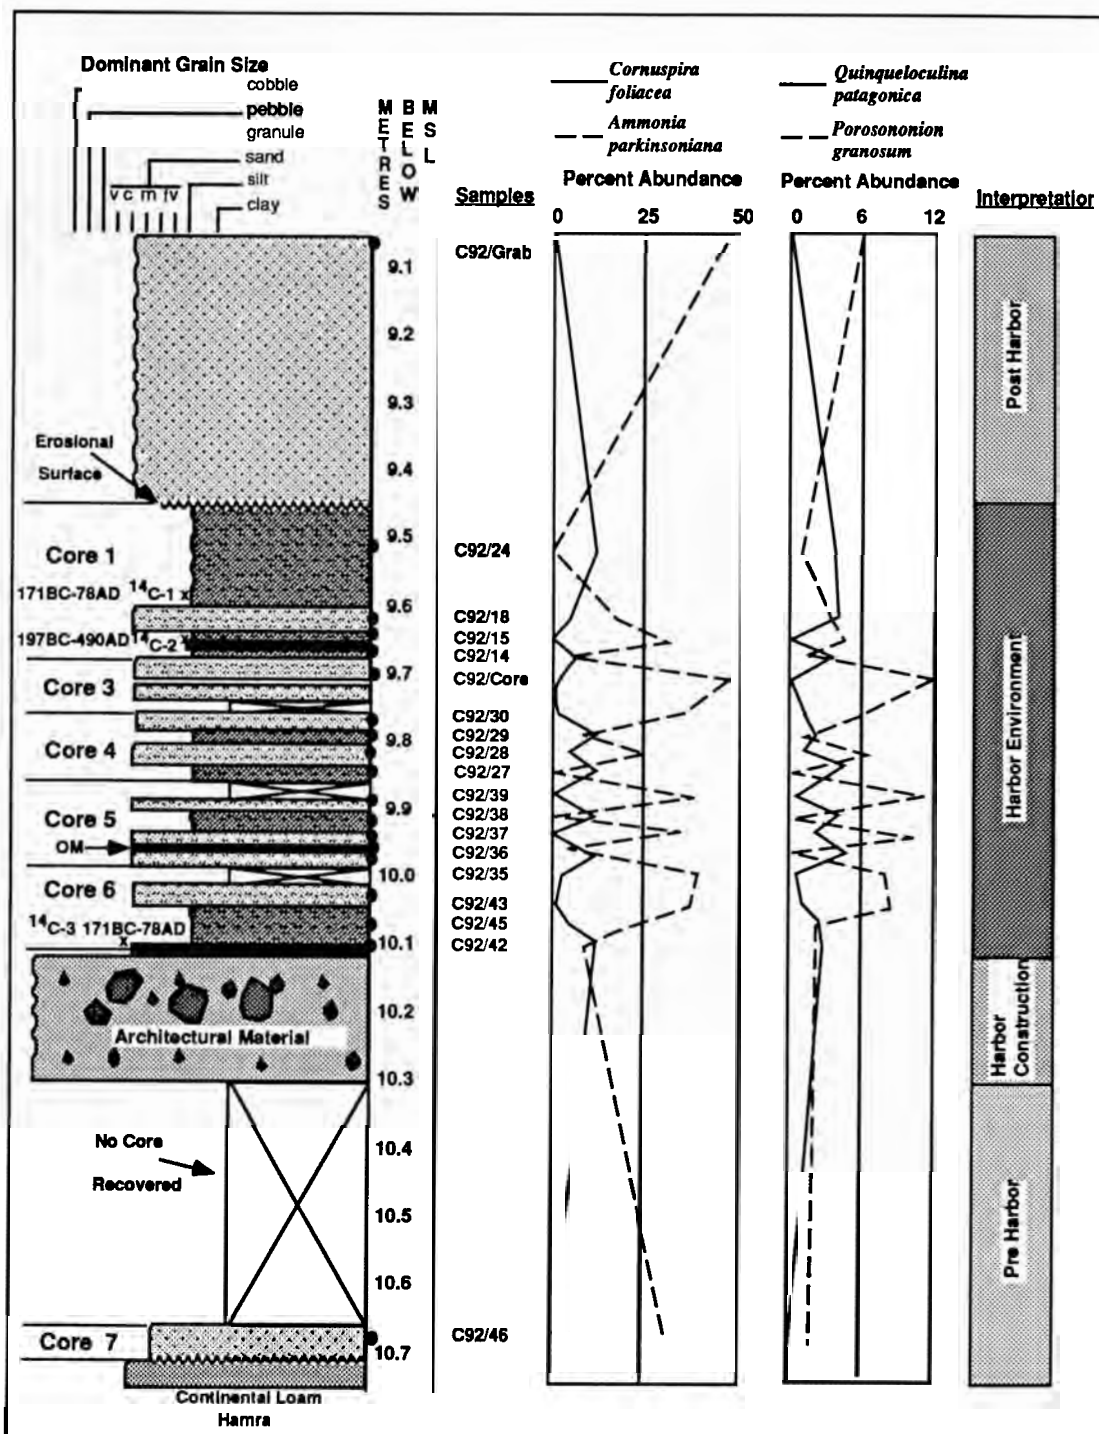 Dominant Grain Size
cobble
pebble
granule
sand
silt
clay
v c m f v
METRES
BELOW
MSL
Cornuspira
foliacea
Ammonia
parkinsoniana
Quinqueloculina
patagonica
Porosononion
granosum
Samples
Percent Abundance
0 25 50
Percent Abundance
0 6 12
Interpretation
C92/Grab
9.1
9.2
9.3
9.4
9.5
9.6
9.7
9.8
9.9
10.0
10.1
10.2
10.3
10.4
10.5
10.6
10.7
Erosional
Surface
Core 1
171BC-78AD 14C-1 x
197BC-490AD 14C-2 x
Core 3
Core 4
Core 5
OM
Core 6
14C-3 171BC-78AD
x
Architectural Material
No Core
Recovered
Core 7
Continental Loam
Hamra
C92/24
C92/18
C92/15
C92/14
C92/Core
C92/30
C92/29
C92/28
C92/27
C92/39
C92/38
C92/37
C92/36
C92/35
C92/43
C92/45
C92/42
C92/46
Post Harbor
Harbor Environment
Harbor
Construction
Pre Harbor